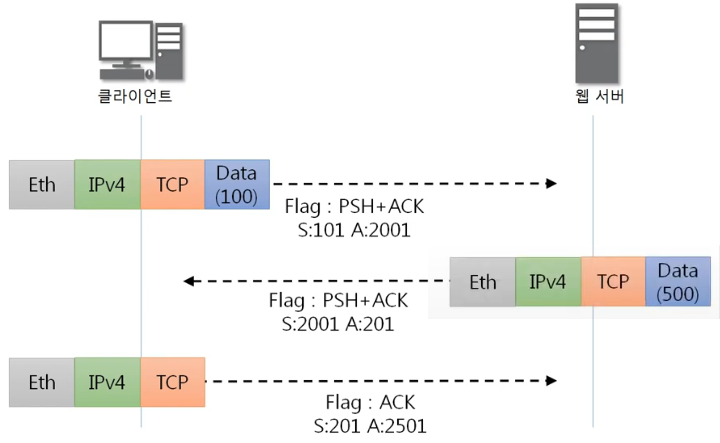 클라이언트
웹 서버
Eth IPv4 TCP Data
(100)
Flag : PSH+ACK
S:101 A:2001
Eth IPv4 TCP Data
(500)
Flag : PSH+ACK
S:2001 A:201
Eth IPv4 TCP
Flag : ACK
S:201 A:2501